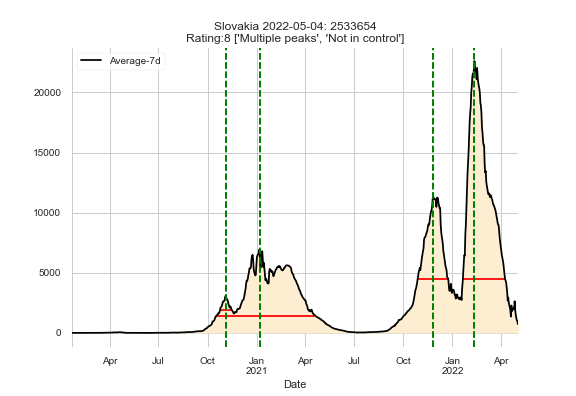 Slovakia 2022-05-04: 2533654
Rating:8 ['Multiple peaks', 'Not in control']
Average-7d
20000
15000
10000
5000
0
Apr Jul Oct Jan Apr Jul Oct Jan Apr
2021 2022
Date